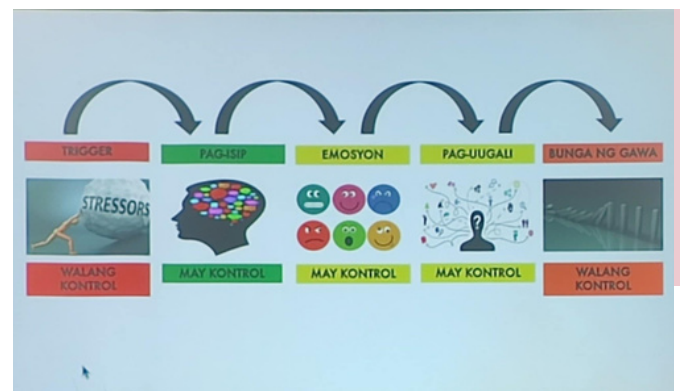 TRIGGER
PAG-ISIP
EMOSYON
PAG-UUGALI
BUNGA NG GAWA
STRESSORS
WALANG
KONTROL
MAY KONTROL
MAY KONTROL
MAY KONTROL
WALANG
KONTROL